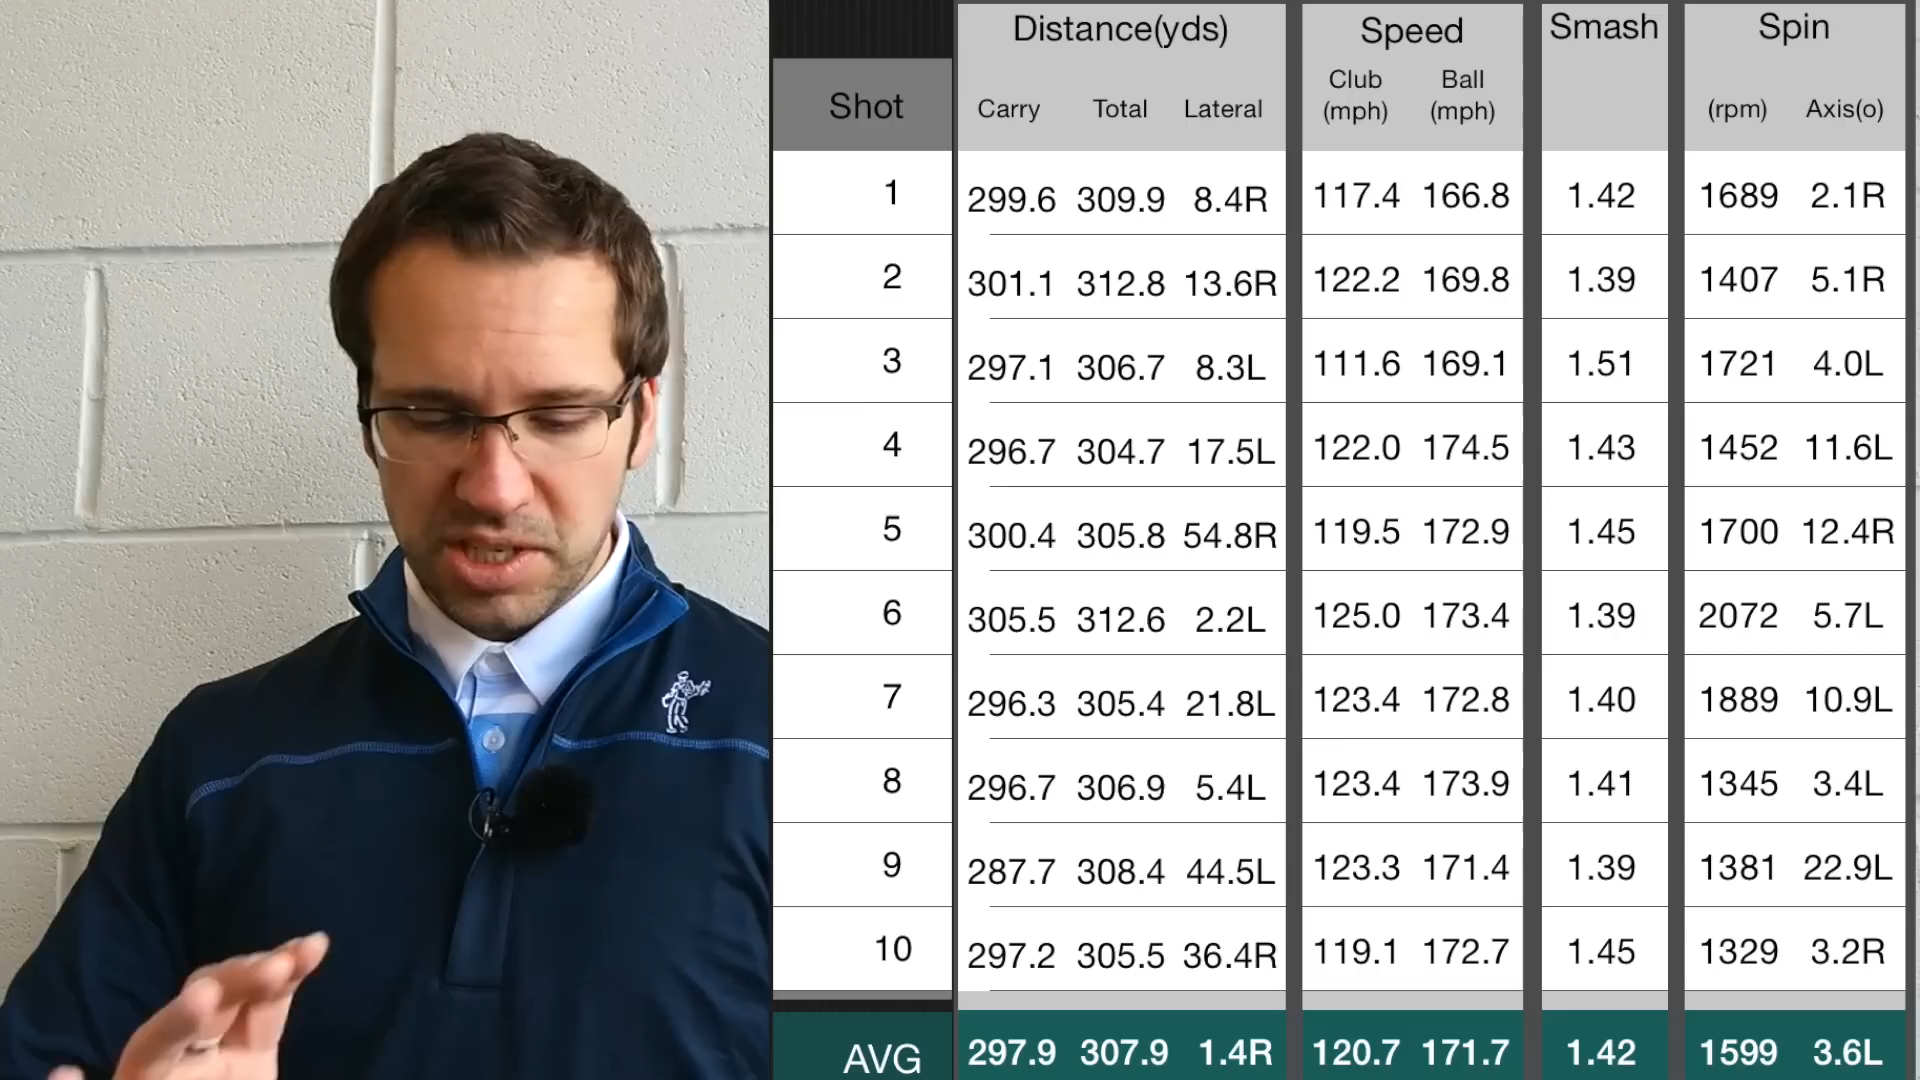 Distance(yds) Speed Smash Spin
Shot Carry Total Lateral Club (mph) Ball (mph) (rpm) Axis(o)
1 299.6 309.9 8.4R 117.4 166.8 1.42 1689 2.1R
2 301.1 312.8 13.6R 122.2 169.8 1.39 1407 5.1R
3 297.1 306.7 8.3L 111.6 169.1 1.51 1721 4.0L
4 296.7 304.7 17.5L 122.0 174.5 1.43 1452 11.6L
5 300.4 305.8 54.8R 119.5 172.9 1.45 1700 12.4R
6 305.5 312.6 2.2L 125.0 173.4 1.39 2072 5.7L
7 296.3 305.4 21.8L 123.4 172.8 1.40 1889 10.9L
8 296.7 306.9 5.4L 123.4 173.9 1.41 1345 3.4L
9 287.7 308.4 44.5L 123.3 171.4 1.39 1381 22.9L
10 297.2 305.5 36.4R 119.1 172.7 1.45 1329 3.2R
AVG 297.9 307.9 1.4R 120.7 171.7 1.42 1599 3.6L